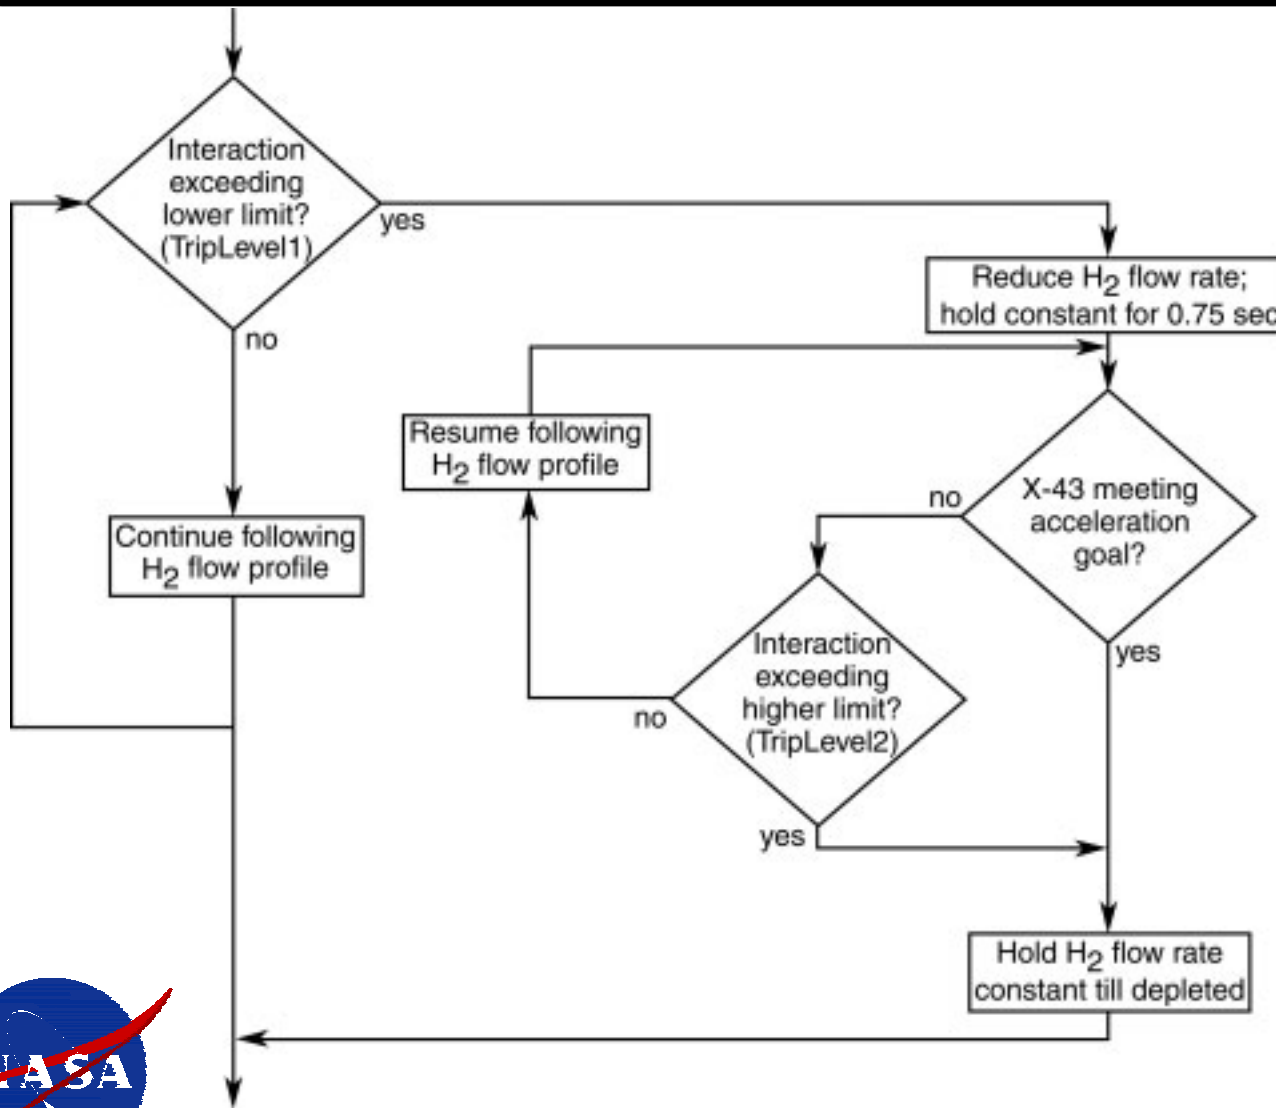 Interaction
exceeding
lower limit?
(TripLevel1)
yes
no
Reduce H2 flow rate;
hold constant for 0.75 sec
Resume following
H2 flow profile
Continue following
H2 flow profile
no
X-43 meeting
acceleration
goal?
yes
Interaction
exceeding
higher limit?
(TripLevel2)
no
yes
Hold H2 flow rate
constant till depleted
NASA